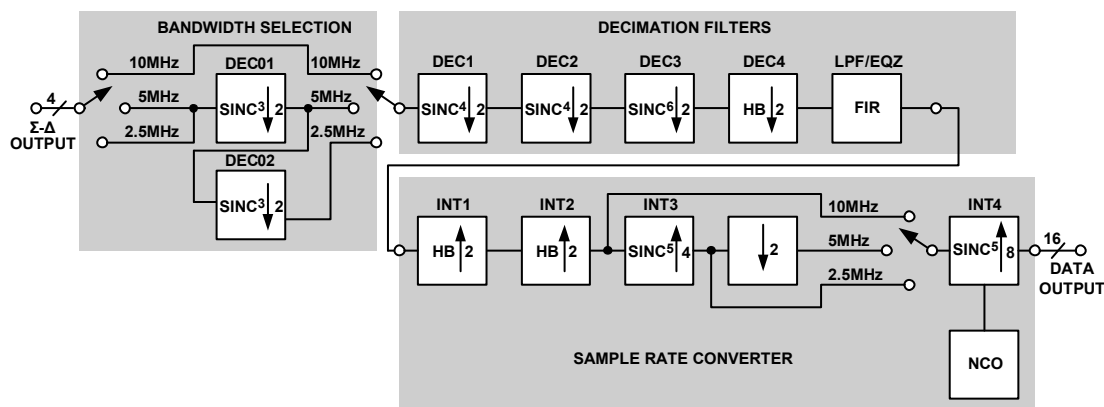 BANDWIDTH SELECTION
10MHz
10MHz
DEC01
4
5MHz
SINC3
2
5MHz
Σ-Δ
OUTPUT
2.5MHz
2.5MHz
DEC02
SINC3
2
DECIMATION FILTERS
DEC1
DEC2
DEC3
DEC4
LPF/EQZ
SINC4
2
SINC4
2
SINC6
2
HB
2
FIR
INT1
INT2
INT3
10MHz
INT4
HB
2
HB
2
SINC5
4
2
5MHz
SINC5
8
16
DATA
OUTPUT
2.5MHz
SAMPLE RATE CONVERTER
NCO